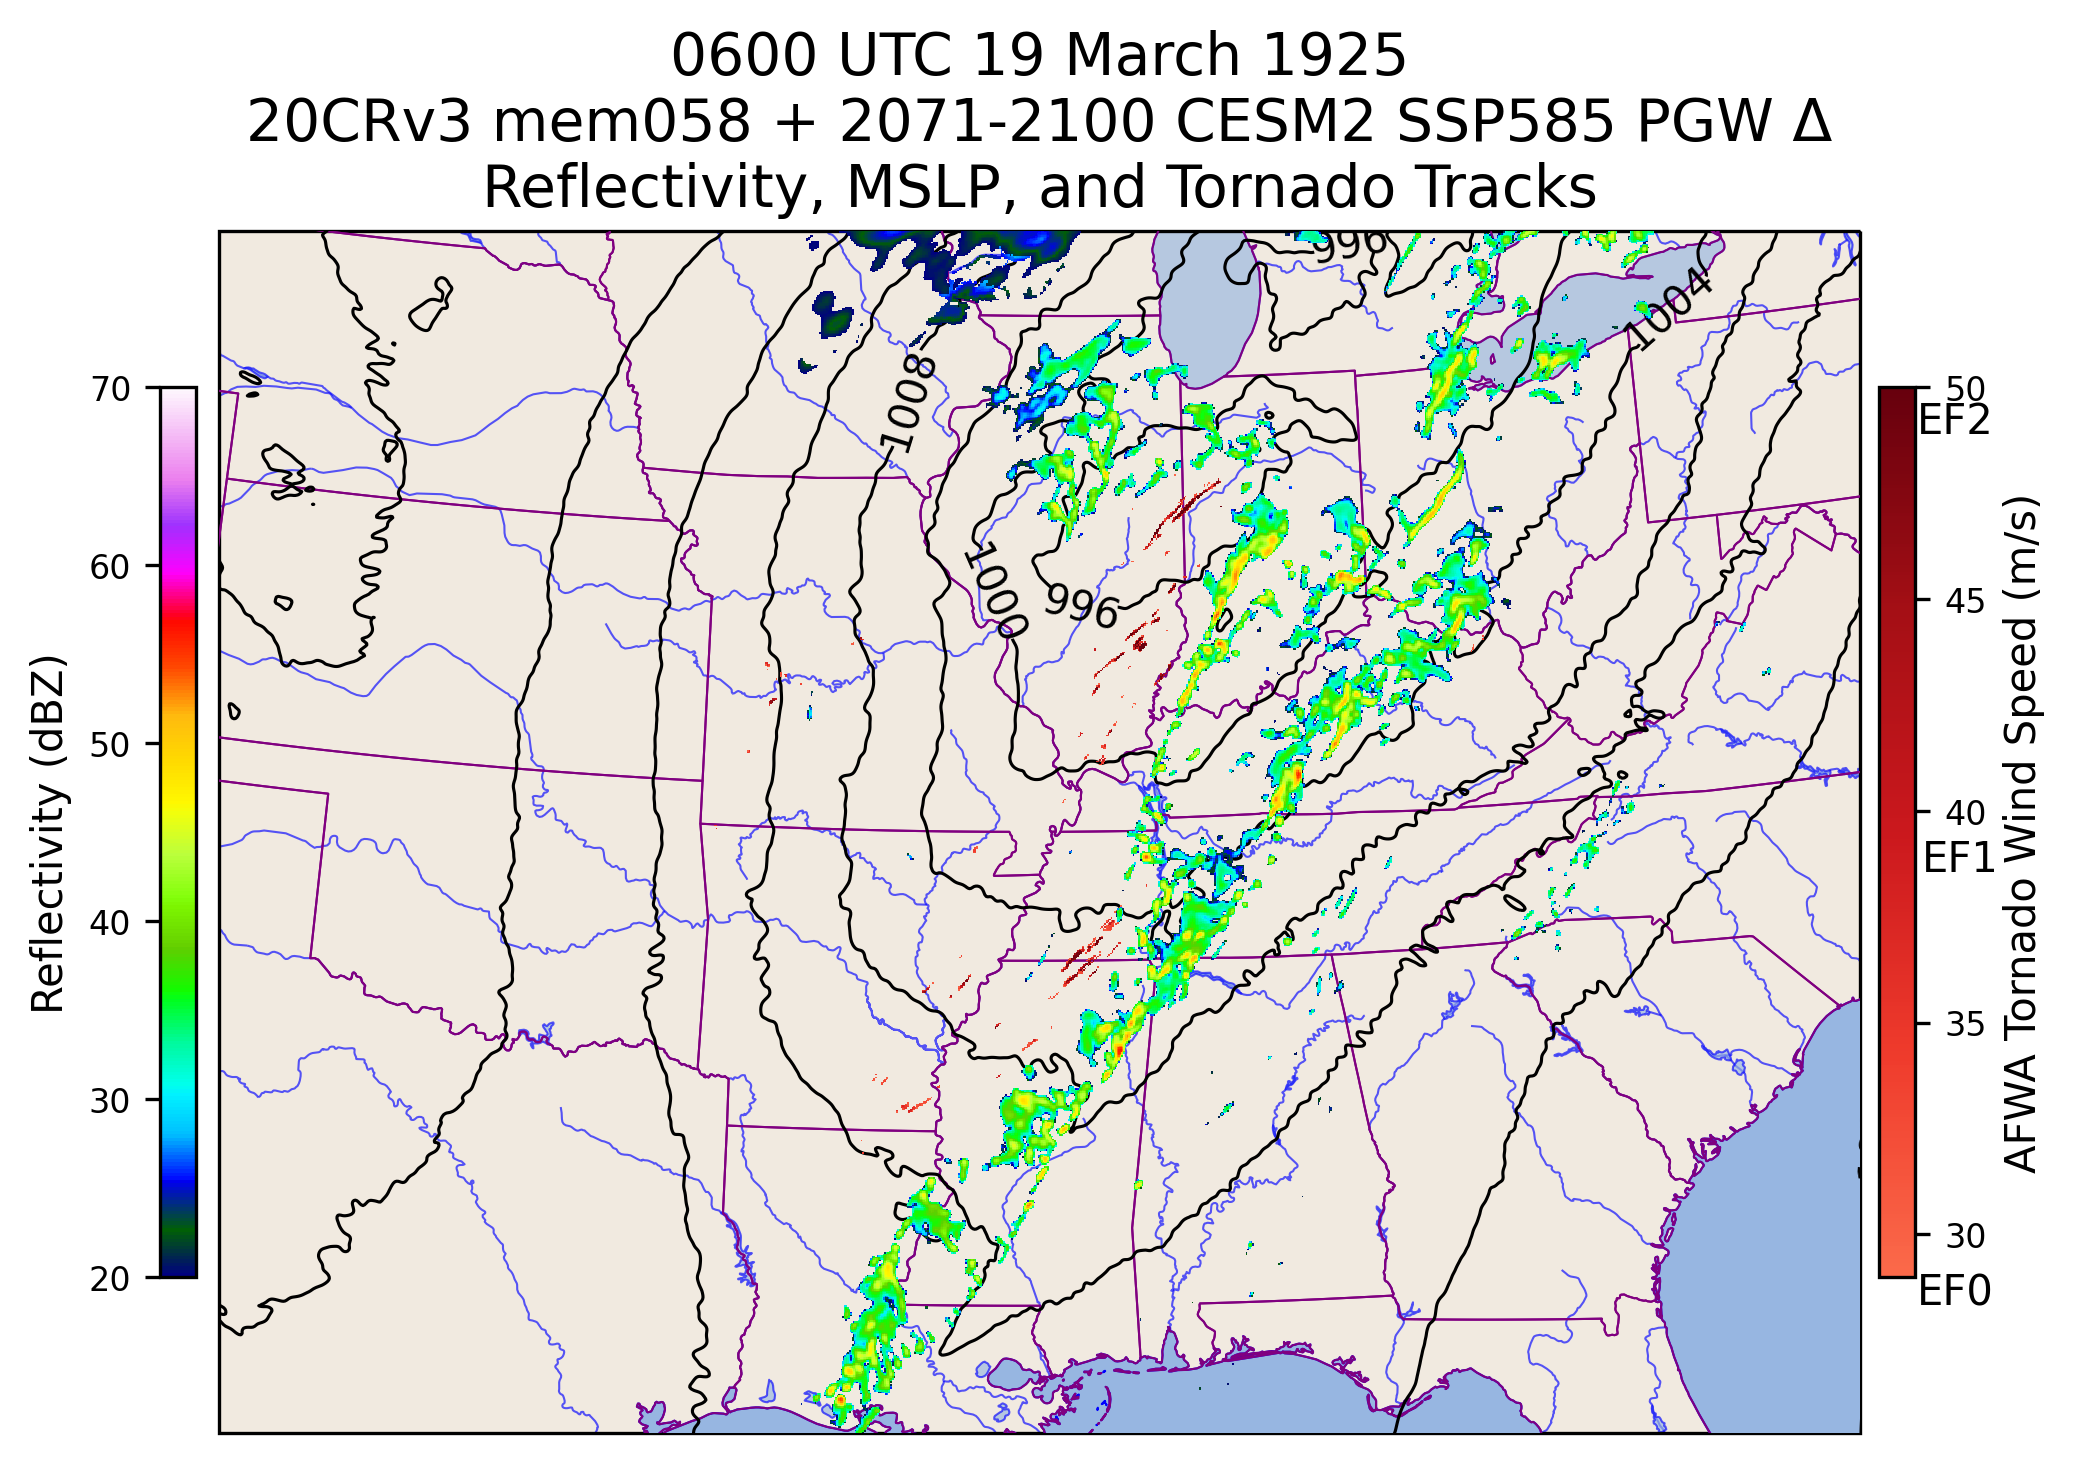 0600 UTC 19 March 1925
20CRv3 mem058 + 2071-2100 CESM2 SSP585 PGW Δ
Reflectivity, MSLP, and Tornado Tracks
996
1004
1008
1000
996
70
60
50
40
30
20
Reflectivity (dBZ)
50
EF2
45
40
EF1
35
30
EF0
AFWA Tornado Wind Speed (m/s)